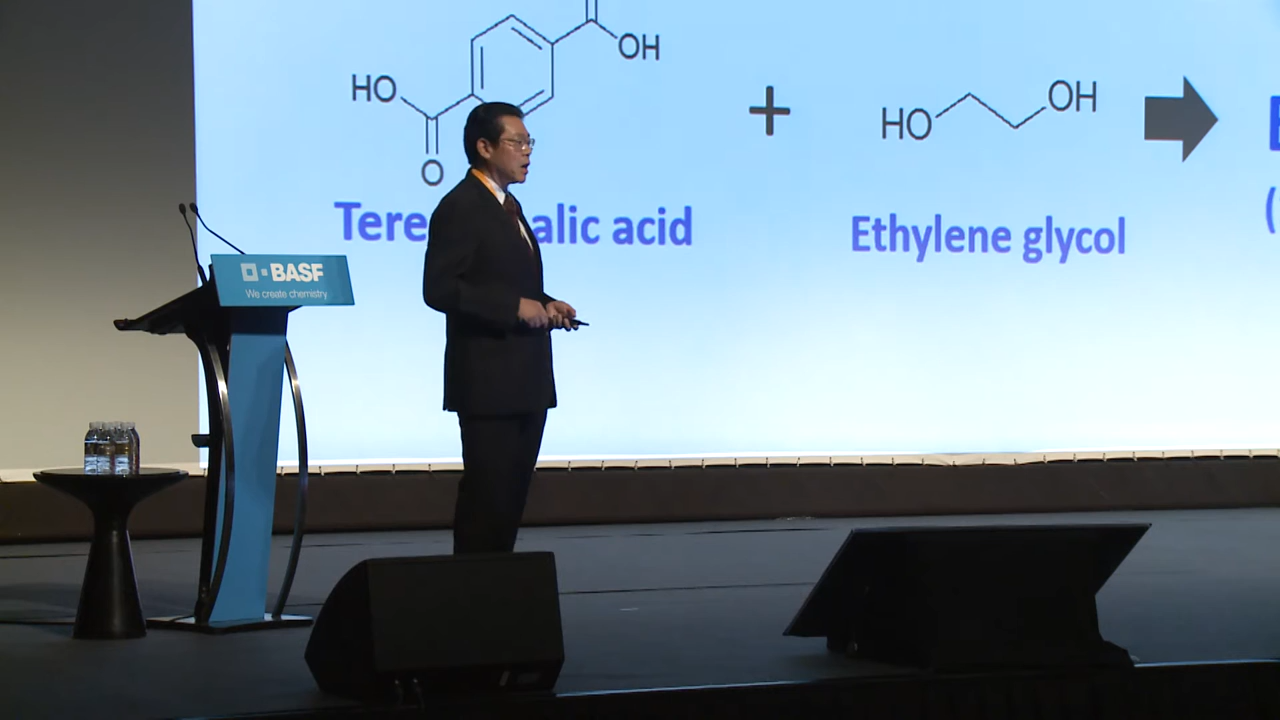 OH
HO
O
+
HO
OH
Tere
alic acid
Ethylene glycol
BASF
We create chemistry